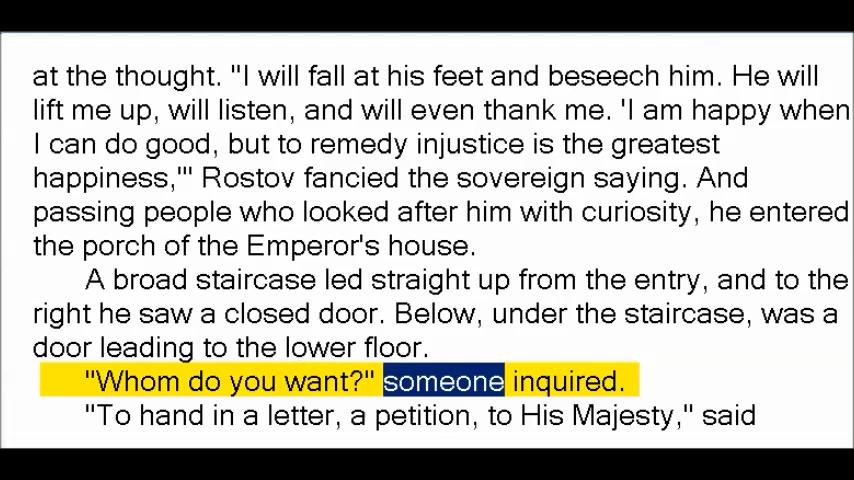 at the thought. "I will fall at his feet and beseech him. He will
lift me up, will listen, and will even thank me. 'I am happy when
I can do good, but to remedy injustice is the greatest
happiness,'" Rostov fancied the sovereign saying. And
passing people who looked after him with curiosity, he entered
the porch of the Emperor's house.
A broad staircase led straight up from the entry, and to the
right he saw a closed door. Below, under the staircase, was a
door leading to the lower floor.
"Whom do you want?" someone inquired.
"To hand in a letter, a petition, to His Majesty," said